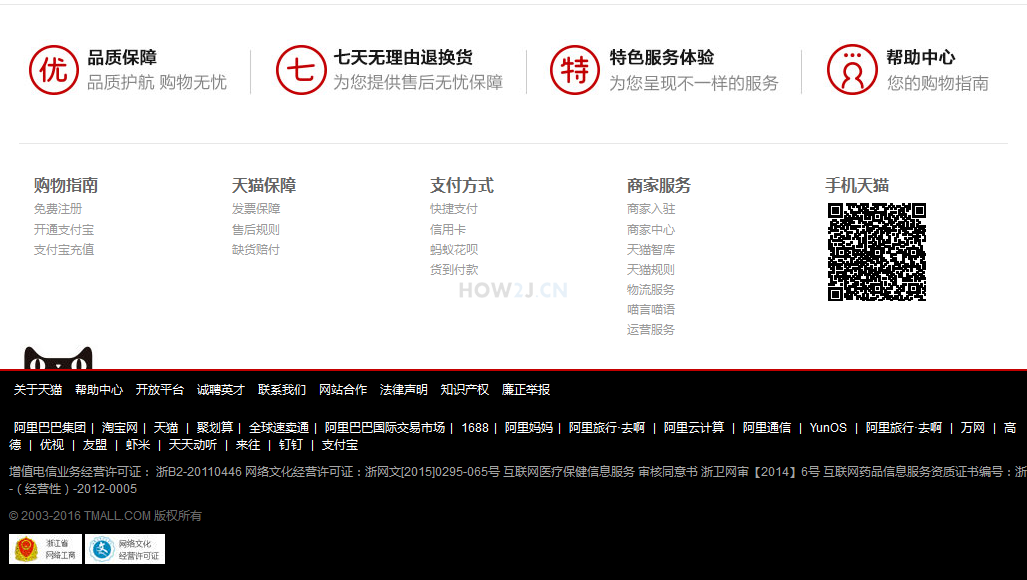 优 品质保障
品质护航 购物无忧
七 七天无理由退换货
为您提供售后无忧保障
特 特色服务体验
为您呈现不一样的服务
帮助中心
您的购物指南
购物指南
免费注册
开通支付宝
支付宝充值
天猫保障
发票保障
售后规则
缺货赔付
支付方式
快捷支付
信用卡
蚂蚁花呗
货到付款
商家服务
商家入驻
商家中心
天猫智库
天猫规则
物流服务
喵言喵语
运营服务
手机天猫
HOW2J.CN
关于天猫 帮助中心 开放平台 诚聘英才 联系我们 网站合作 法律声明 知识产权 廉正举报
阿里巴巴集团 | 淘宝网 | 天猫 | 聚划算 | 全球速卖通 | 阿里巴巴国际交易市场 | 1688 | 阿里妈妈 | 阿里旅行·去啊 | 阿里云计算 | 阿里通信 | YunOS | 阿里旅行·去啊 | 万网 | 高
德 | 优视 | 友盟 | 虾米 | 天天动听 | 来往 | 钉钉 | 支付宝
增值电信业务经营许可证： 浙B2-20110446 网络文化经营许可证：浙网文[2015]0295-065号 互联网医疗保健信息服务 审核同意书 浙卫网审【2014】6号 互联网药品信息服务资质证书编号：浙
-（经营性）-2012-0005
© 2003-2016 TMALL.COM 版权所有
浙江省
网络工商
网络文化
经营许可证